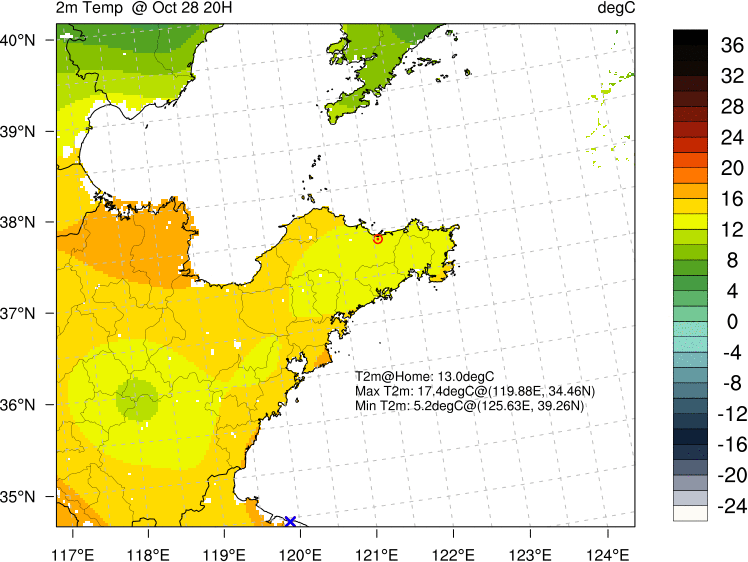 2m Temp @ Oct 28 20H
degC
40°N
39°N
38°N
37°N
36°N
35°N
T2m@Home: 13.0degC
Max T2m: 17.4degC@(119.88E, 34.46N)
Min T2m: 5.2degC@(125.63E, 39.26N)
117°E 118°E 119°E 120°E 121°E 122°E 123°E 124°E
36
32
28
24
20
16
12
8
4
0
-4
-8
-12
-16
-20
-24